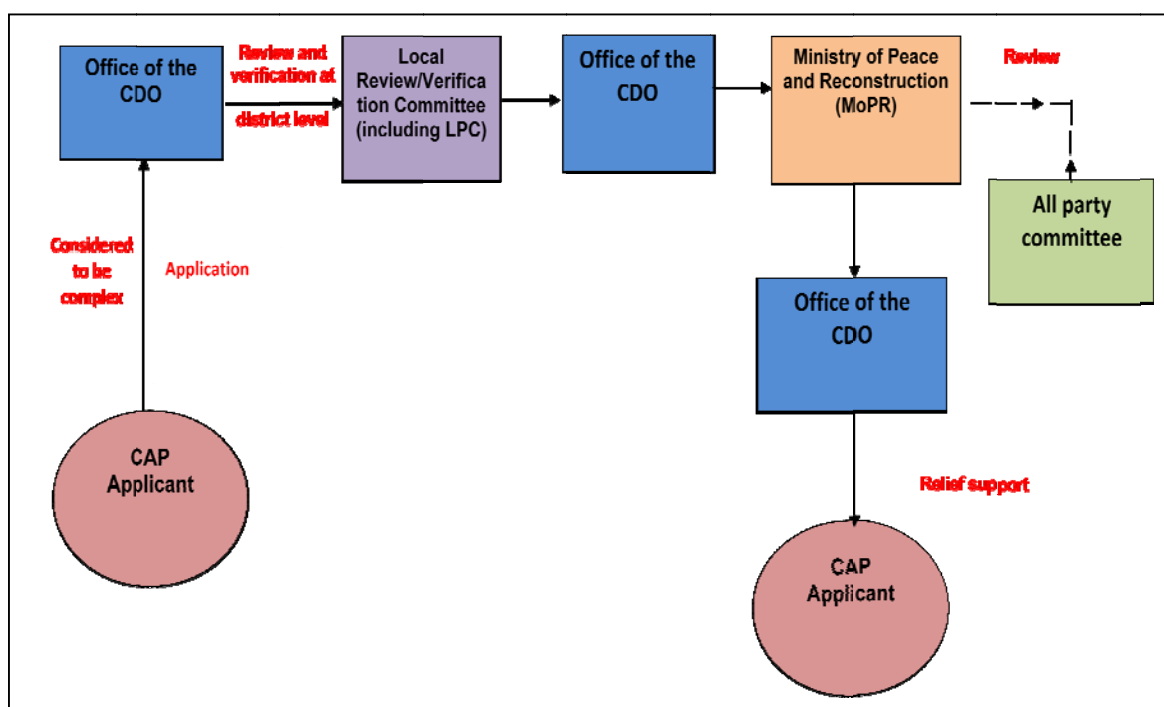 Office of the
CDO
Review and
verification at
district level
Local
Review/Verifica
tion Committee
(including LPC)
Office of the
CDO
Ministry of Peace
and Reconstruction
(MoPR)
Review
All party
committee
Considered
to be
complex
Application
Office of the
CDO
CAP
Applicant
Relief support
CAP
Applicant